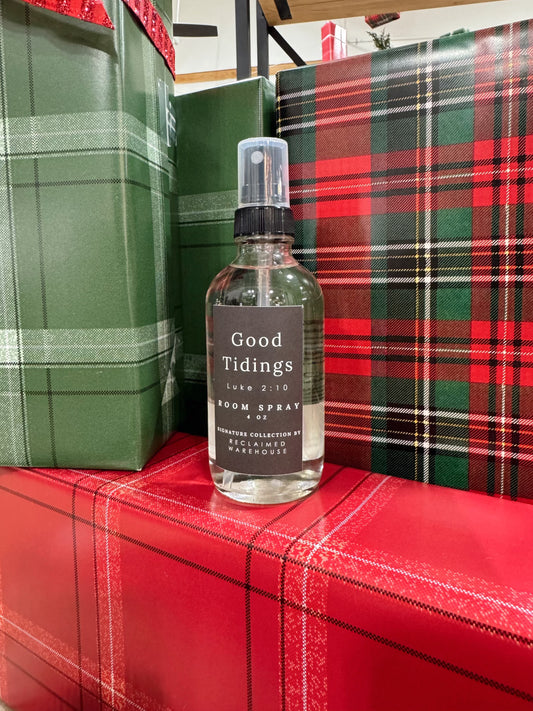 Good
Tidings
Luke 2:10
ROOM SPRAY
4 OZ
SIGNATURE COLLECTION BY
RECLAIMED
WAREHOUSE